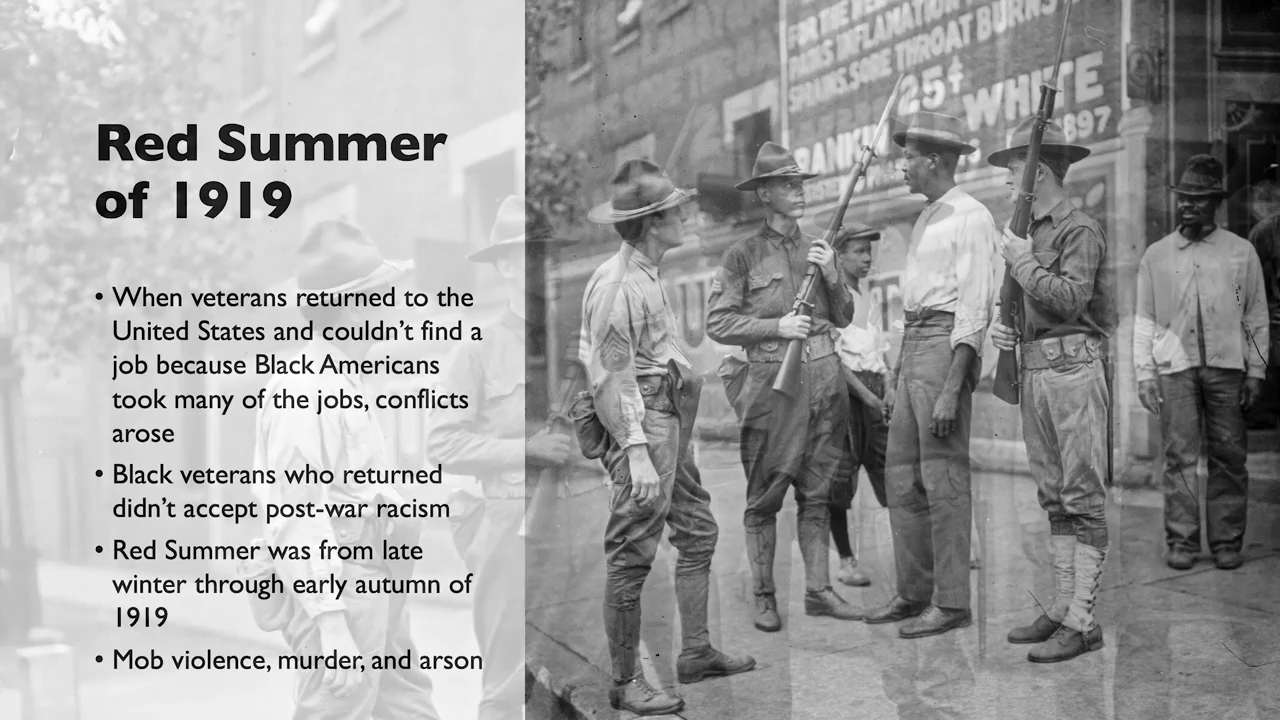 Red Summer
of 1919
• When veterans returned to the
United States and couldn't find a
job because Black Americans
took many of the jobs, conflicts
arose
• Black veterans who returned
didn't accept post-war racism
• Red Summer was from late
winter through early autumn of
1919
• Mob violence, murder, and arson
FOR THE
INFLAMATION
SPRAINS. SORE THROAT BURNS
25¢
WHITE
1897